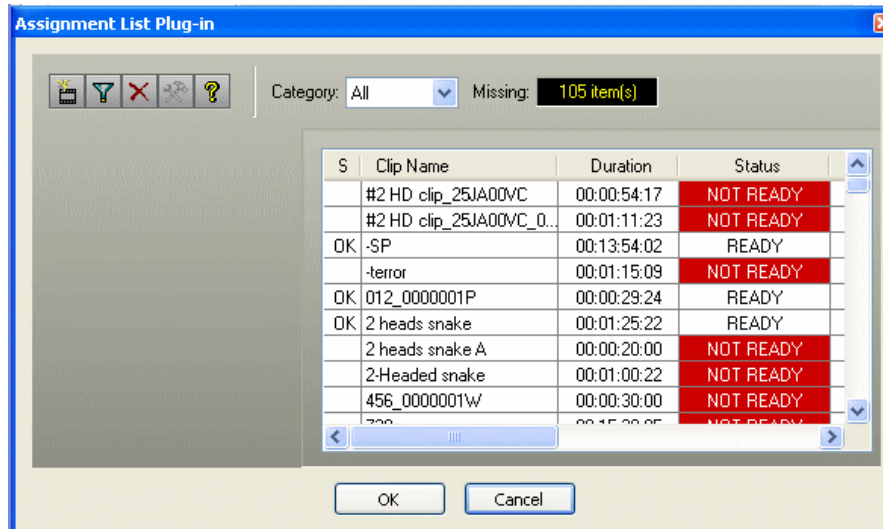 Assignment List Plug-in
? Category: All Missing: 105 item(s)
S Clip Name Duration Status
#2 HD clip_25JA00VC 00:00:54:17 NOT READY
#2 HD clip_25JA00VC_0... 00:01:11:23 NOT READY
OK -SP 00:13:54:02 READY
-terror 00:01:15:09 NOT READY
OK 012_0000001P 00:00:29:24 READY
OK 2 heads snake 00:01:25:22 READY
2 heads snake A 00:00:20:00 NOT READY
2-Headed snake 00:01:00:22 NOT READY
456_0000001W 00:00:30:00 NOT READY
NOT READY
OK Cancel